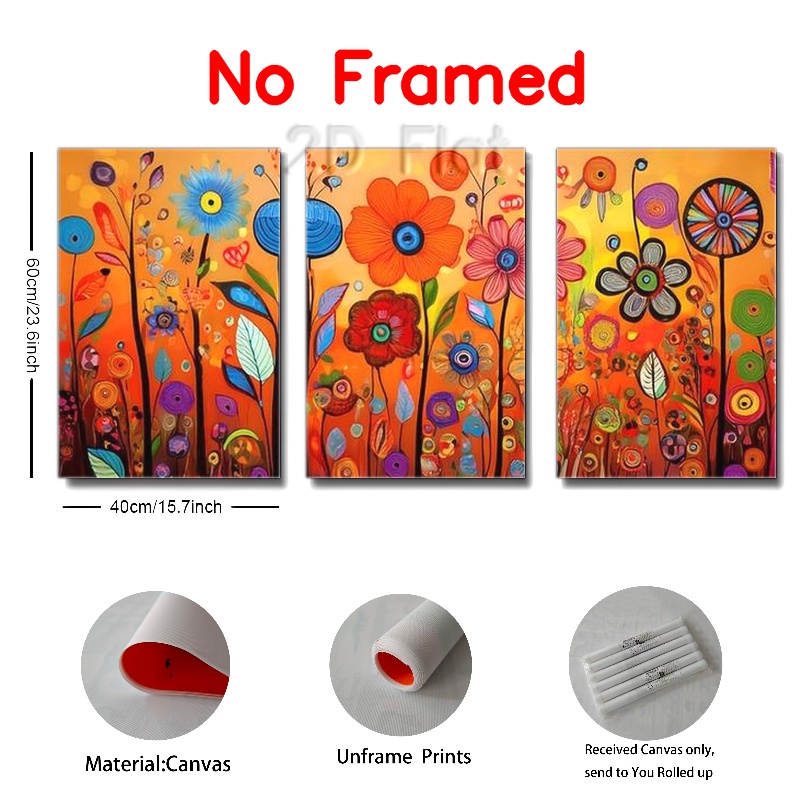 No Framed
2D Flat
60cm/23.6inch
40cm/15.7inch
Material:Canvas
Unframe Prints
Received Canvas only,
send to You Rolled up